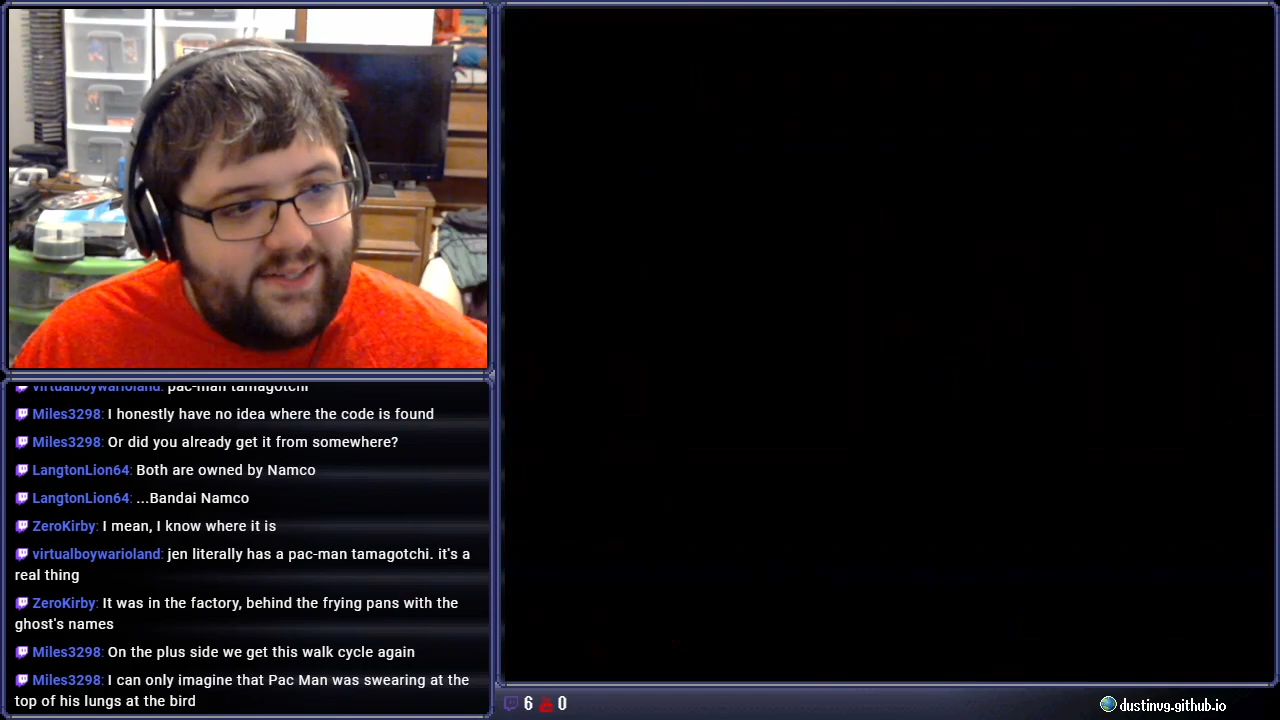 virtualboywarioland: pac-man tamagotchi
Miles3298: I honestly have no idea where the code is found
Miles3298: Or did you already get it from somewhere?
LangtonLion64: Both are owned by Namco
LangtonLion64: ...Bandai Namco
ZeroKirby: I mean, I know where it is
virtualboywarioland: jen literally has a pac-man tamagotchi. it's a
real thing
ZeroKirby: It was in the factory, behind the frying pans with the
ghost's names
Miles3298: On the plus side we get this walk cycle again
Miles3298: I can only imagine that Pac Man was swearing at the
top of his lungs at the bird
6 0
dustinvg.github.io